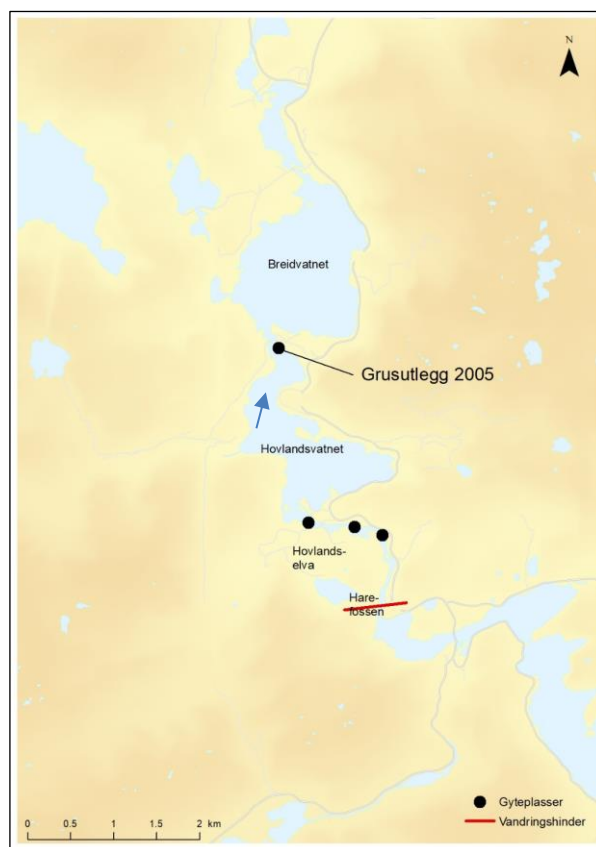 N
Breidvatnet
Grusutlegg 2005
Hovlandsvatnet
Hovlands-
elva
Hare-
fossen
Gyteplasser
Vandringshinder
0 0.5 1 1.5 2 km